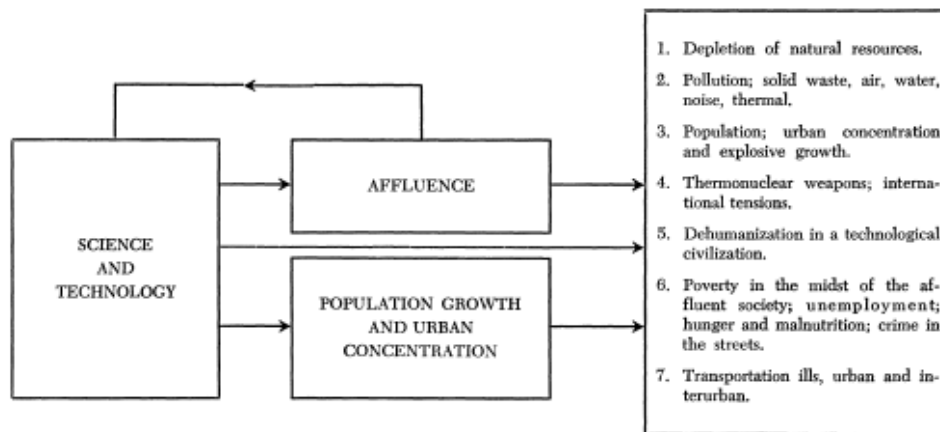 SCIENCE
AND
TECHNOLOGY
AFFLUENCE
POPULATION GROWTH
AND URBAN
CONCENTRATION
1. Depletion of natural resources.
2. Pollution; solid waste, air, water,
noise, thermal.
3. Population; urban concentration
and explosive growth.
4. Thermonuclear weapons; interna-
tional tensions.
5. Dehumanization in a technological
civilization.
6. Poverty in the midst of the af-
fluent society; unemployment;
hunger and malnutrition; crime in
the streets.
7. Transportation ills, urban and in-
terurban.